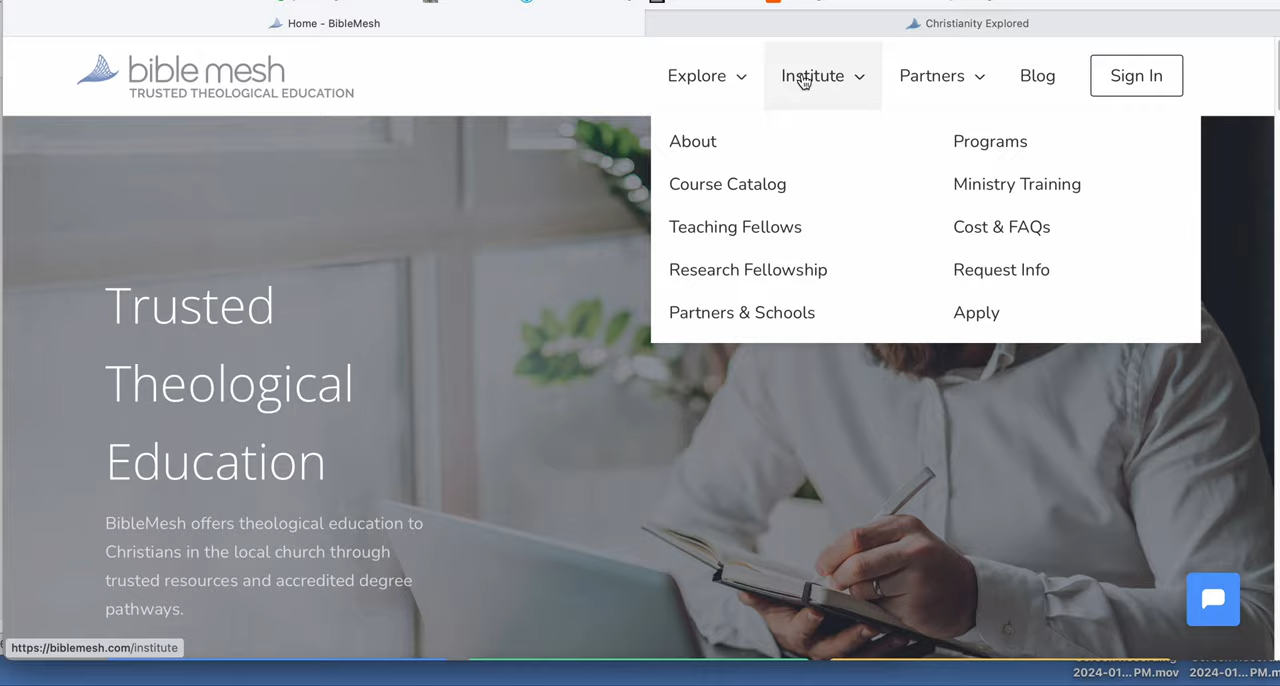 Home - BibleMesh
Christianity Explored
bible mesh
TRUSTED THEOLOGICAL EDUCATION
Explore
Institute
Partners
Blog
Sign In
About
Programs
Course Catalog
Ministry Training
Teaching Fellows
Cost & FAQs
Research Fellowship
Request Info
Partners & Schools
Apply
Trusted
Theological
Education
BibleMesh offers theological education to
Christians in the local church through
trusted resources and accredited degree
pathways.
https://biblemesh.com/institute
2024-01...PM.mov
2024-01...PM.m